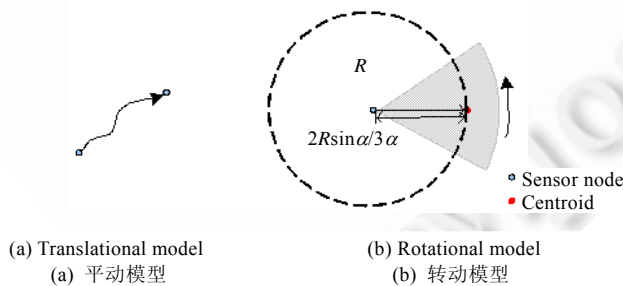 R
2Rsinα/3α
Sensor node
Centroid
(a) Translational model
(b) Rotational model
(a) 平动模型
(b) 转动模型